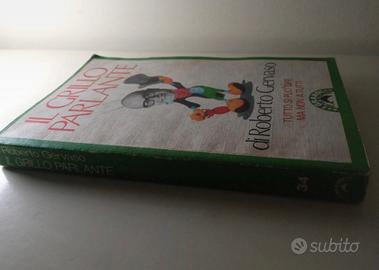 IL GRILLO
PARLANTE
di Roberto Gervaso
TUTTO SI PUÒ DIRE
MA NON A TUTTI
Roberto Gervaso
IL GRILLO PARLANTE
34
subito